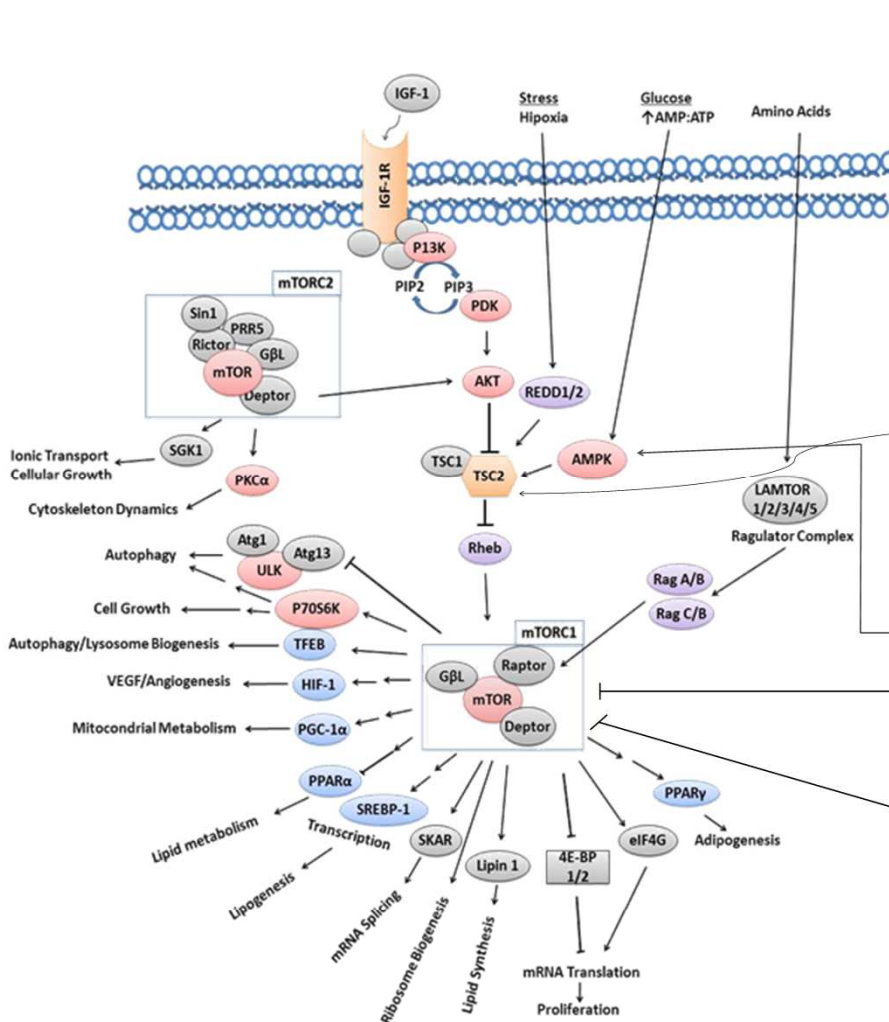 IGF-1
Stress
Hypoxia
Glucose
↑AMP:ATP
Amino Acids
IGF-1R
P13K
PIP2
PIP3
PDK
mTORC2
Sin1
PRR5
Rictor
GβL
mTOR
Deptor
AKT
REDD1/2
SGK1
Ionic Transport
Cellular Growth
PKCα
Cytoskeleton Dynamics
TSC1
TSC2
AMPK
LAMTOR
1/2/3/4/5
Ragulator Complex
Rheb
Atg1
Atg13
ULK
Autophagy
Rag A/B
Rag C/B
P70S6K
Cell Growth
TFEB
Autophagy/Lysosome Biogenesis
mTORC1
Raptor
GβL
mTOR
Deptor
HIF-1
VEGF/Angiogenesis
PGC-1α
Mitocondrial Metabolism
PPARα
Lipid metabolism
SREBP-1
Transcription
Lipogenesis
SKAR
mRNA Splicing
Ribosome Biogenesis
Lipin 1
Lipid Synthesis
4E-BP
1/2
eIF4G
PPARγ
Adipogenesis
mRNA Translation
Proliferation